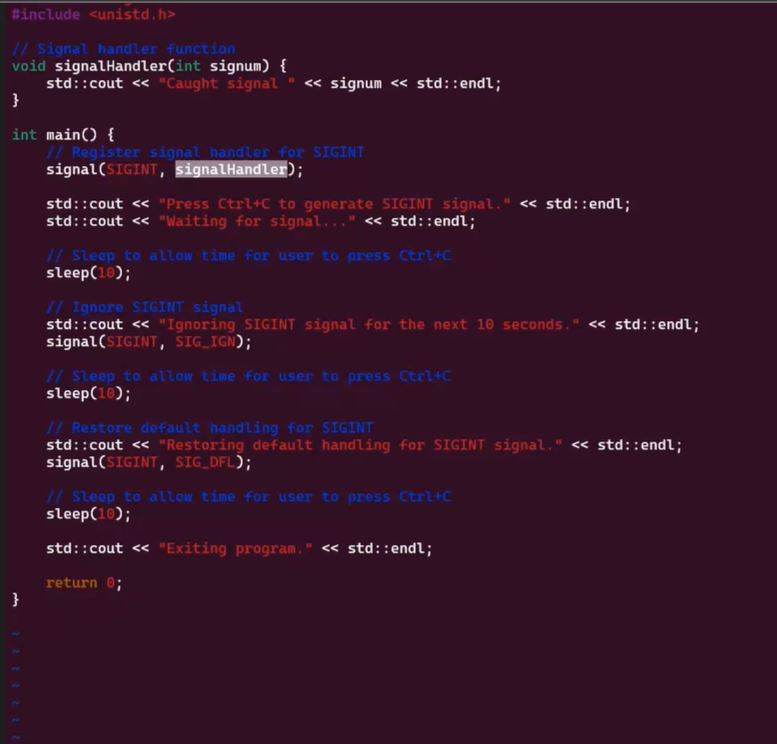 #include <unistd.h>
// Signal handler function
void signalHandler(int signum) {
    std::cout << "Caught signal " << signum << std::endl;
}
int main() {
    // Register signal handler for SIGINT
    signal(SIGINT, signalHandler);
    std::cout << "Press Ctrl+C to generate SIGINT signal." << std::endl;
    std::cout << "Waiting for signal..." << std::endl;
    // Sleep to allow time for user to press Ctrl+C
    sleep(10);
    // Ignore SIGINT signal
    std::cout << "Ignoring SIGINT signal for the next 10 seconds." << std::endl;
    signal(SIGINT, SIG_IGN);
    // Sleep to allow time for user to press Ctrl+C
    sleep(10);
    // Restore default handling for SIGINT
    std::cout << "Restoring default handling for SIGINT signal." << std::endl;
    signal(SIGINT, SIG_DFL);
    // Sleep to allow time for user to press Ctrl+C
    sleep(10);
    std::cout << "Exiting program." << std::endl;
    return 0;
}
~
~
~
~
~
~
~